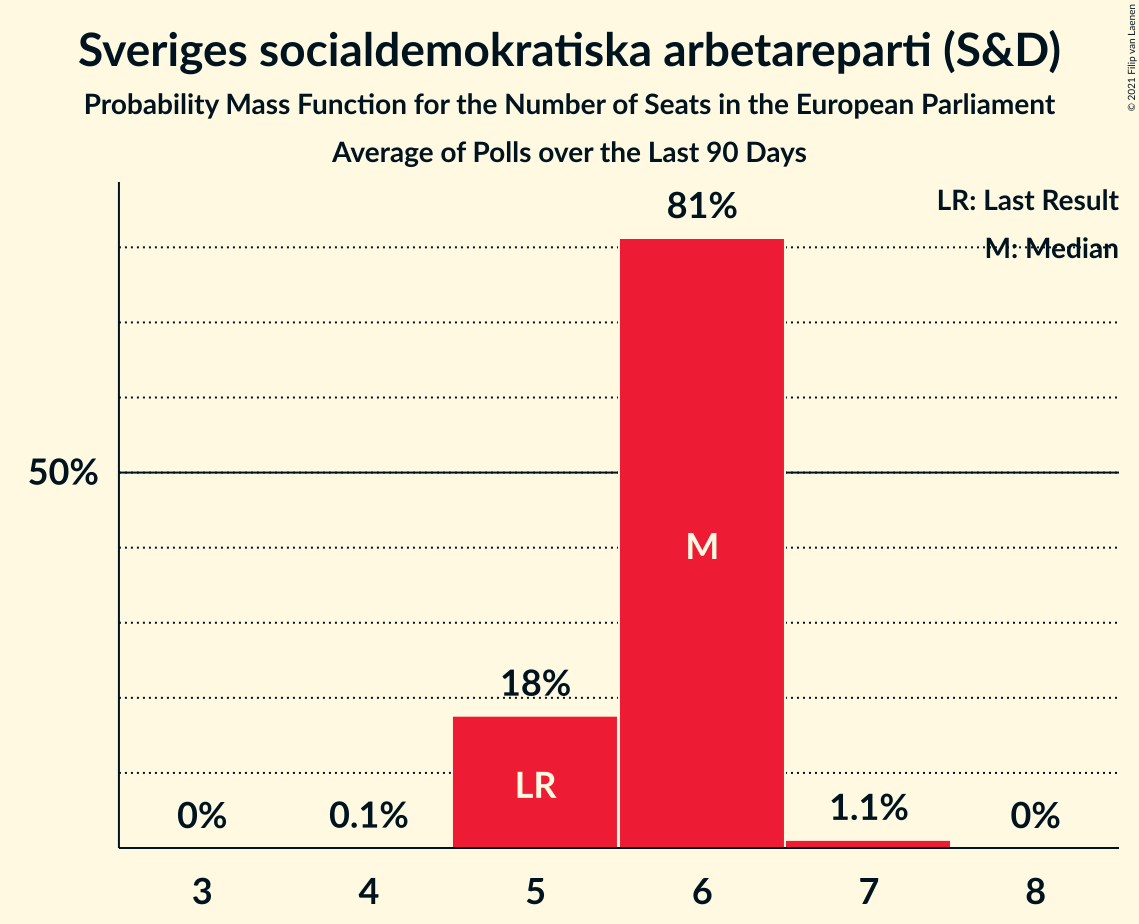 Sveriges socialdemokratiska arbetareparti (S&D)
Probability Mass Function for the Number of Seats in the European Parliament
Average of Polls over the Last 90 Days
© 2021 Filip van Laenen
LR: Last Result
M: Median
81%
50%
M
18%
LR
0%
0.1%
1.1%
0%
3 4 5 6 7 8